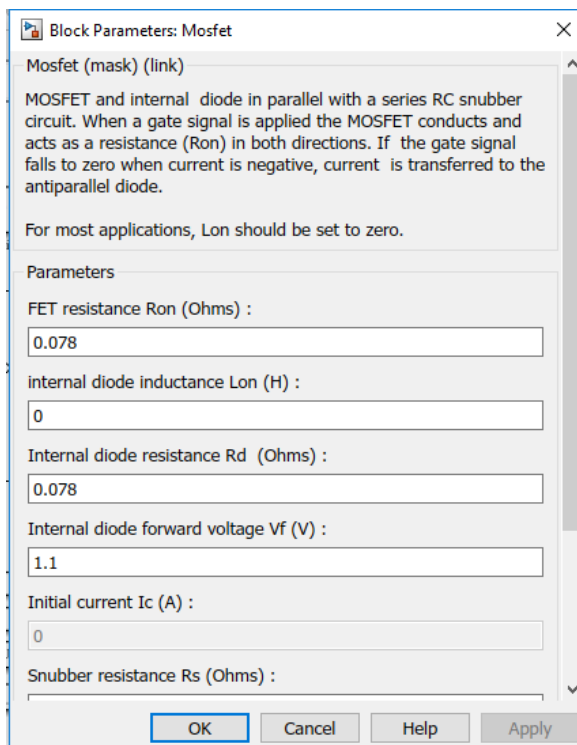 Block Parameters: Mosfet
Mosfet (mask) (link)
MOSFET and internal diode in parallel with a series RC snubber
circuit. When a gate signal is applied the MOSFET conducts and
acts as a resistance (Ron) in both directions. If the gate signal
falls to zero when current is negative, current is transferred to the
antiparallel diode.
For most applications, Lon should be set to zero.
Parameters
FET resistance Ron (Ohms) :
0.078
internal diode inductance Lon (H) :
0
Internal diode resistance Rd (Ohms) :
0.078
Internal diode forward voltage Vf (V) :
1.1
Initial current Ic (A) :
0
Snubber resistance Rs (Ohms) :
OK Cancel Help Apply